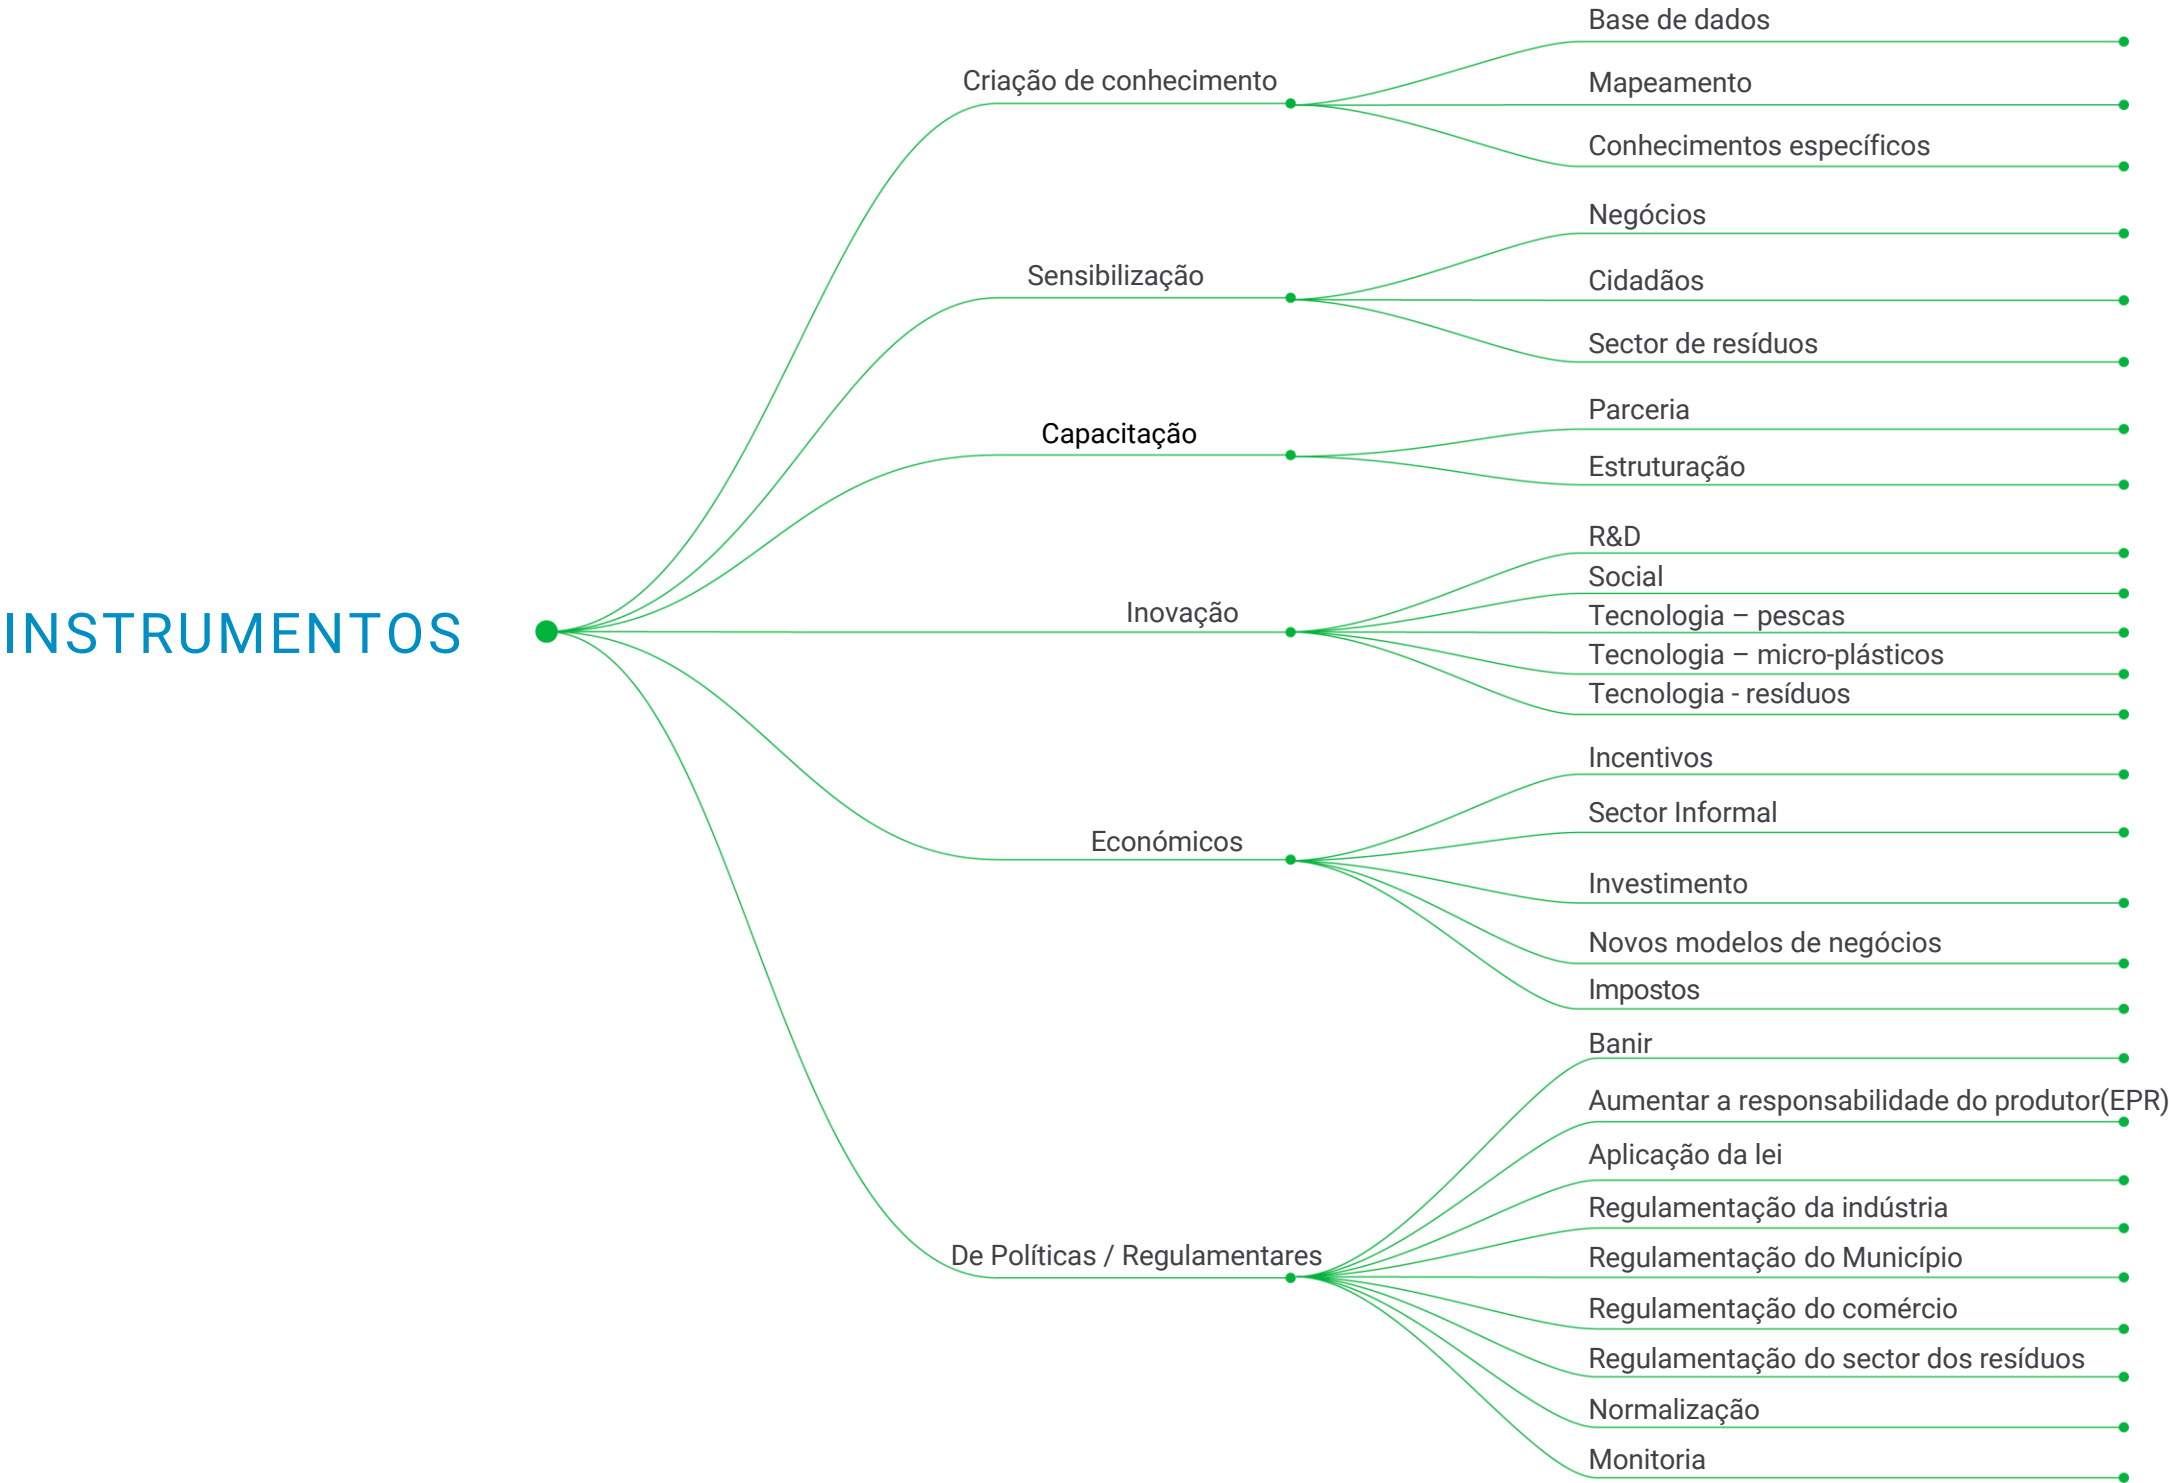 INSTRUMENTOS
Criação de conhecimento
Base de dados
Mapeamento
Conhecimentos específicos
Sensibilização
Negócios
Cidadãos
Sector de resíduos
Capacitação
Parceria
Estruturação
Inovação
R&D
Social
Tecnologia – pescas
Tecnologia – micro-plásticos
Tecnologia - resíduos
Económicos
Incentivos
Sector Informal
Investimento
Novos modelos de negócios
Impostos
De Políticas / Regulamentares
Banir
Aumentar a responsabilidade do produtor(EPR)
Aplicação da lei
Regulamentação da indústria
Regulamentação do Município
Regulamentação do comércio
Regulamentação do sector dos resíduos
Normalização
Monitoria